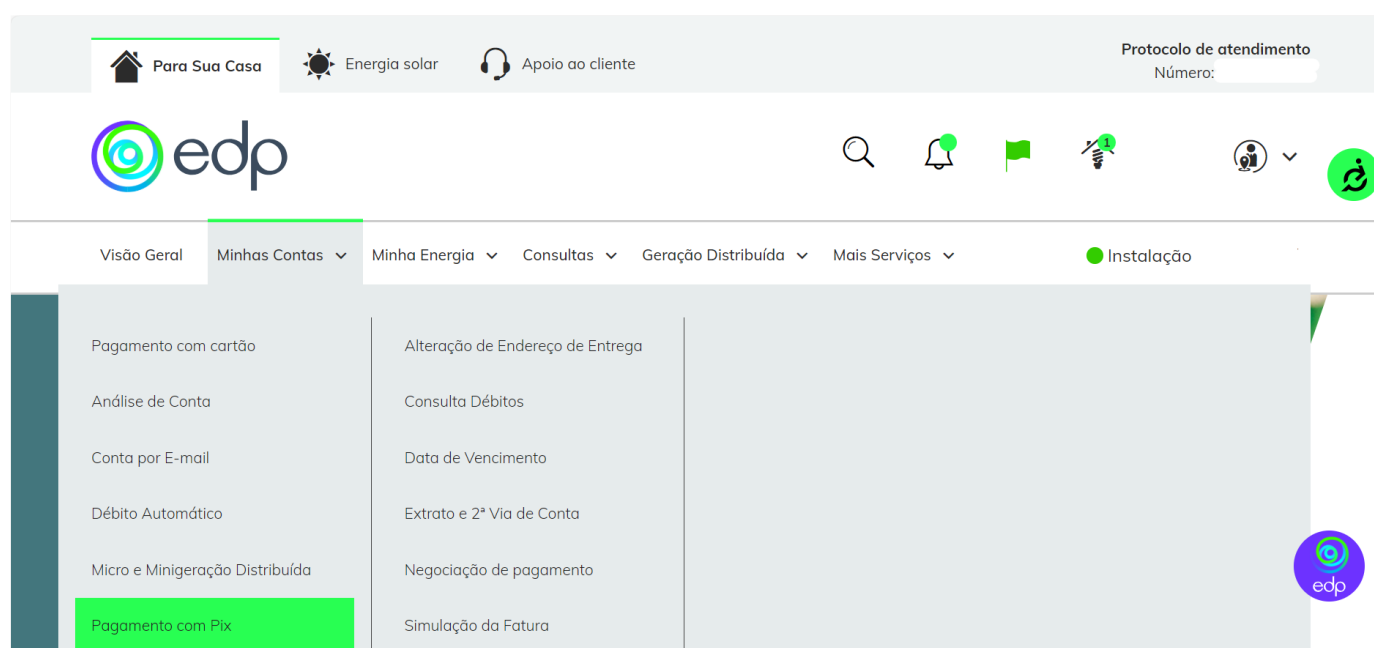 Para Sua Casa
Energia solar
Apoio ao cliente
Protocolo de atendimento
Número:
edp
1
Visão Geral
Minhas Contas
Minha Energia
Consultas
Geração Distribuída
Mais Serviços
Instalação
Pagamento com cartão
Análise de Conta
Conta por E-mail
Débito Automático
Micro e Minigeração Distribuída
Pagamento com Pix
Alteração de Endereço de Entrega
Consulta Débitos
Data de Vencimento
Extrato e 2ª Via de Conta
Negociação de pagamento
Simulação da Fatura
edp